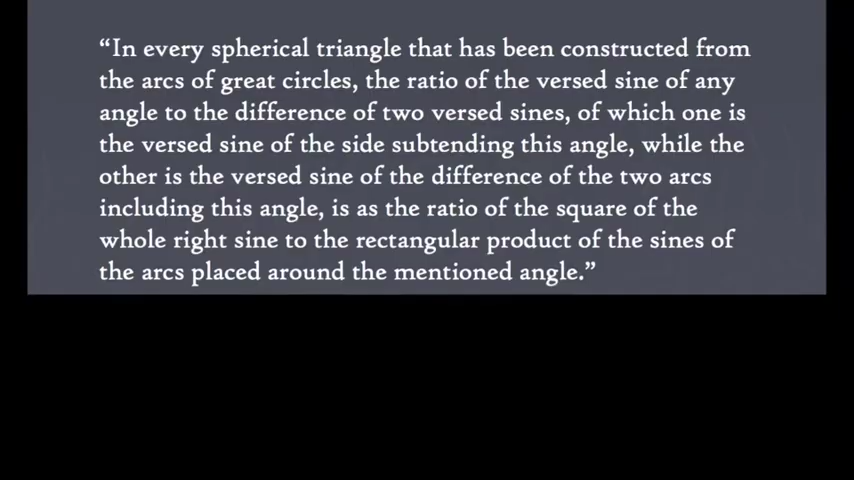 “In every spherical triangle that has been constructed from
the arcs of great circles, the ratio of the versed sine of any
angle to the difference of two versed sines, of which one is
the versed sine of the side subtending this angle, while the
other is the versed sine of the difference of the two arcs
including this angle, is as the ratio of the square of the
whole right sine to the rectangular product of the sines of
the arcs placed around the mentioned angle.”